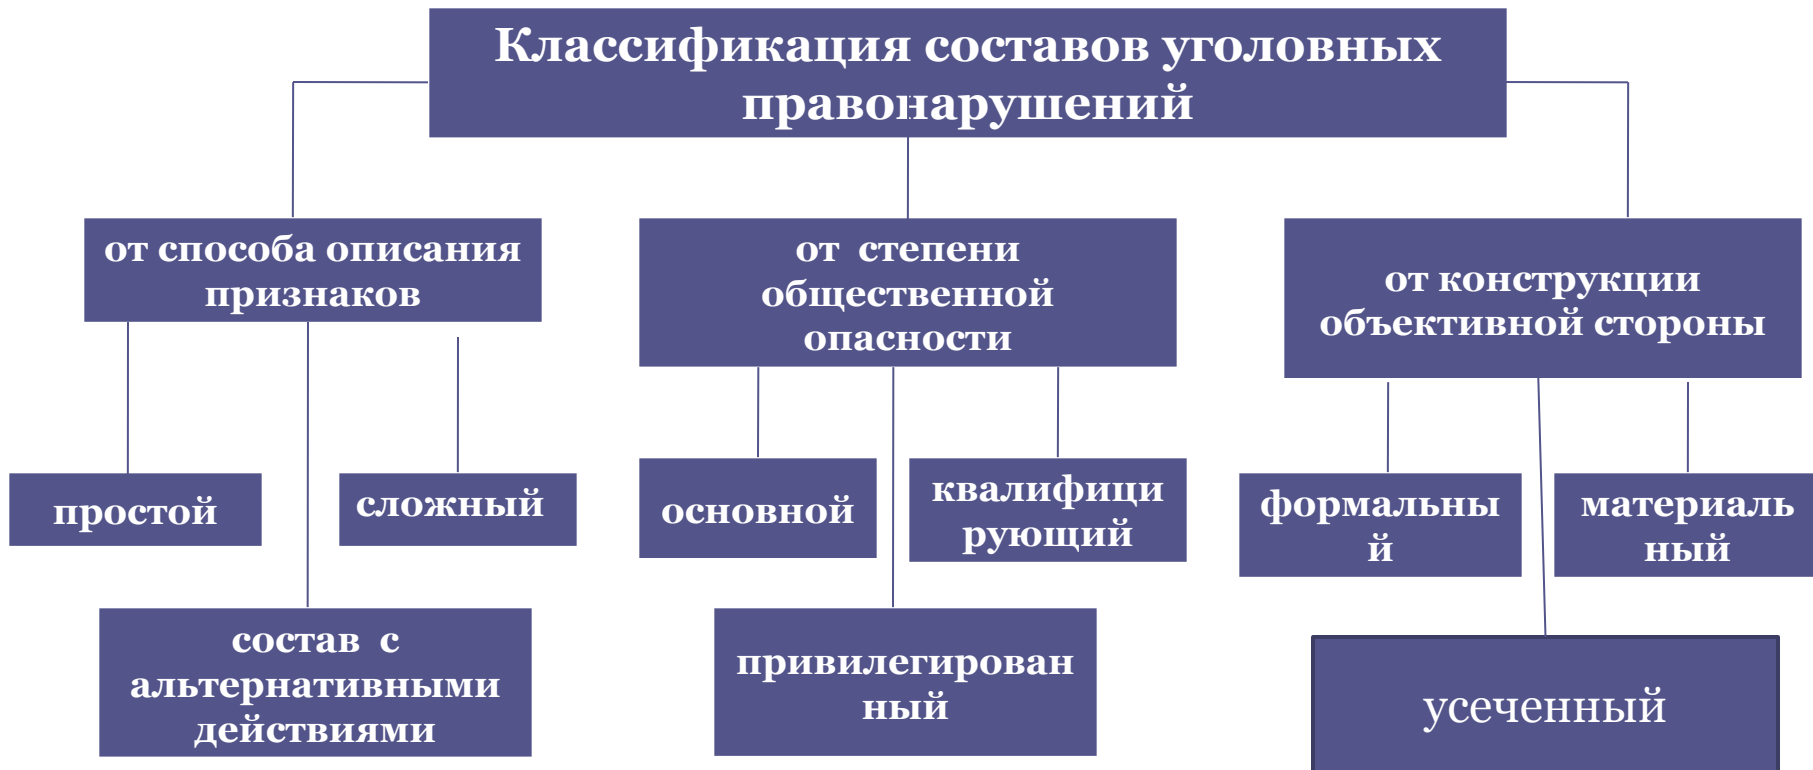 Классификация составов уголовных
правонарушений
от способа описания
признаков
от степени
общественной
опасности
от конструкции
объективной стороны
простой
сложный
основной
квалифици
рующий
формальны
й
материаль
ный
состав с
альтернативными
действиями
привилегирован
ный
усеченный